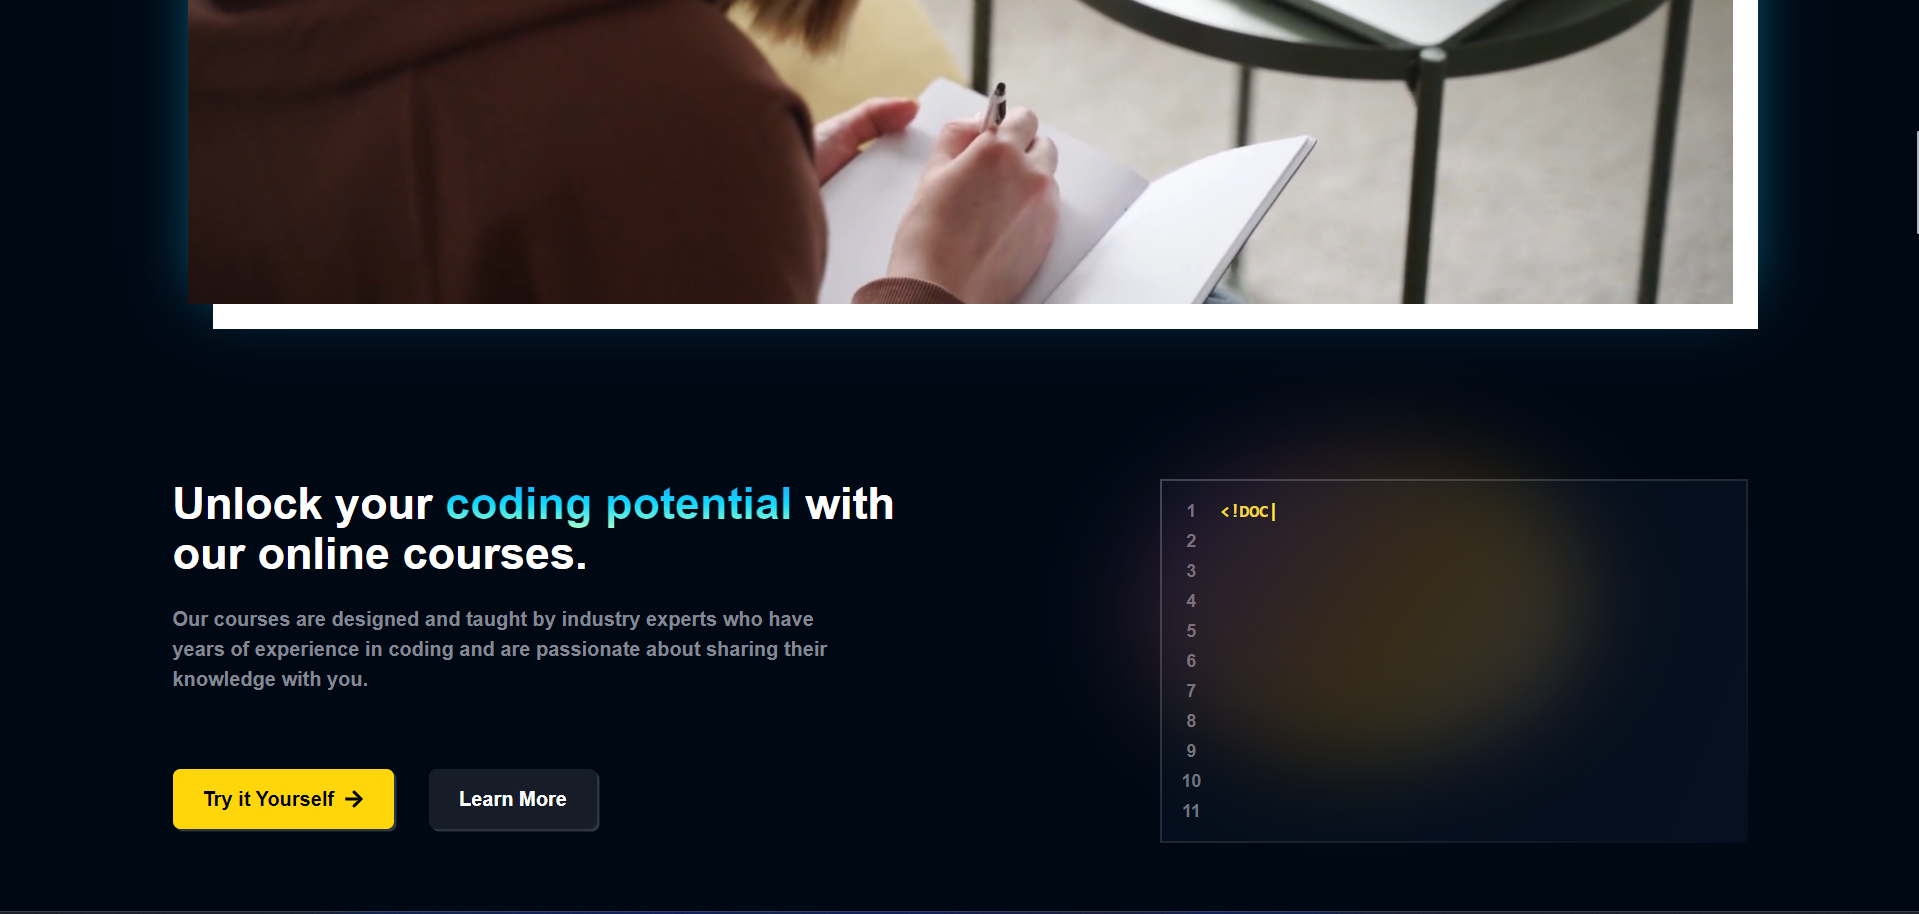 Unlock your coding potential with
our online courses.
Our courses are designed and taught by industry experts who have
years of experience in coding and are passionate about sharing their
knowledge with you.
Try it Yourself →
Learn More
1 <!DOC|
2
3
4
5
6
7
8
9
10
11